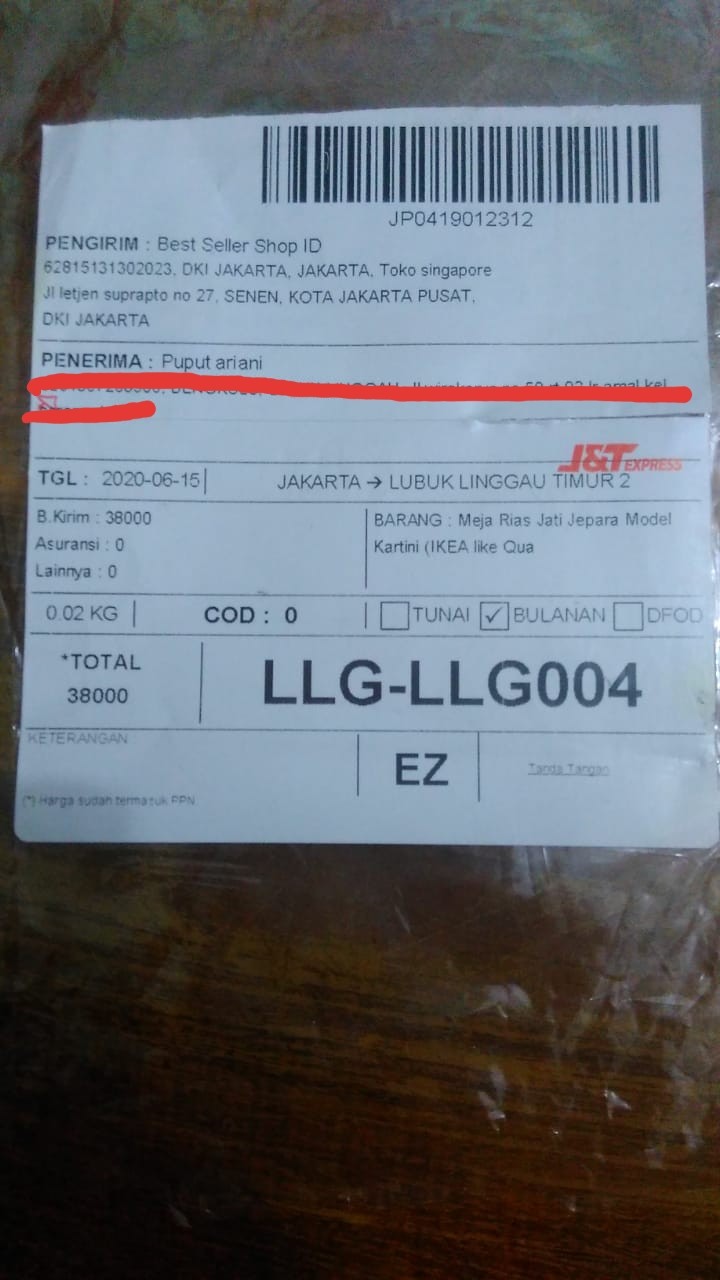 JP0419012312
PENGIRIM : Best Seller Shop ID
62815131302023, DKI JAKARTA, JAKARTA, Toko singapore
Jl letjen suprapto no 27, SENEN, KOTA JAKARTA PUSAT,
DKI JAKARTA
PENERIMA : Puput ariani
J&T EXPRESS
TGL : 2020-06-15 JAKARTA → LUBUK LINGGAU TIMUR 2
B.Kirim : 38000
Asuransi : 0
Lainnya : 0
BARANG : Meja Rias Jati Jepara Model
Kartini (IKEA like Qua
0.02 KG COD : 0 TUNAI ✓ BULANAN DFOD
*TOTAL
38000
LLG-LLG004
KETERANGAN
EZ
Tanda Tangan
(*) Harga sudah termasuk PPN